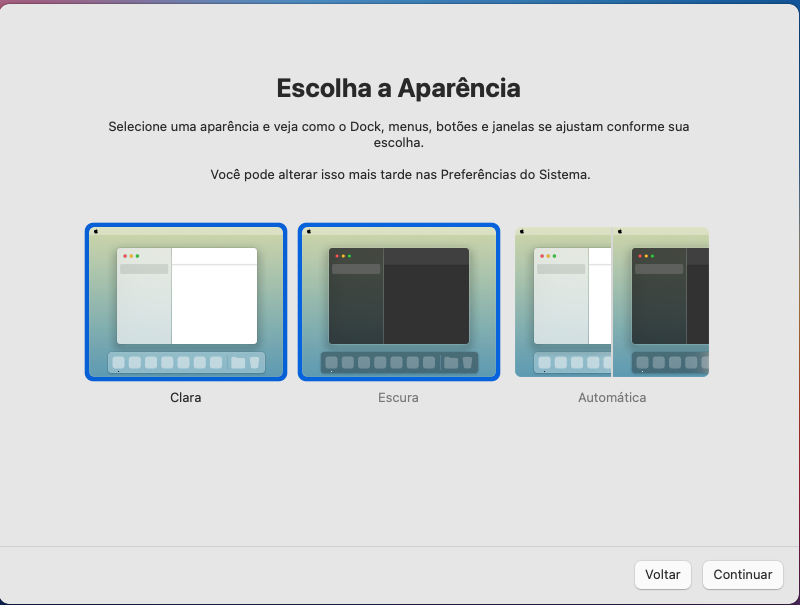 Escolha a Aparência
Selecione uma aparência e veja como o Dock, menus, botões e janelas se ajustam conforme sua
escolha.
Você pode alterar isso mais tarde nas Preferências do Sistema.
Clara
Escura
Automática
Voltar
Continuar